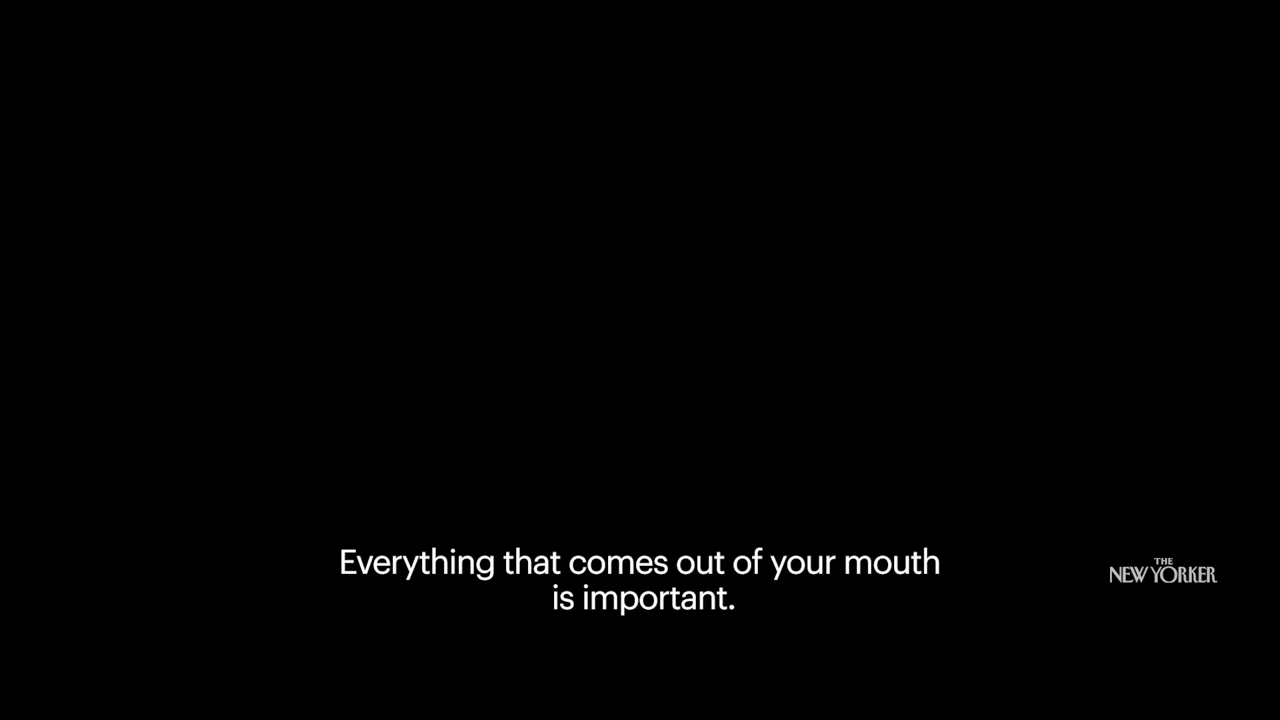 Everything that comes out of your mouth
is important.
THE
NEW YORKER